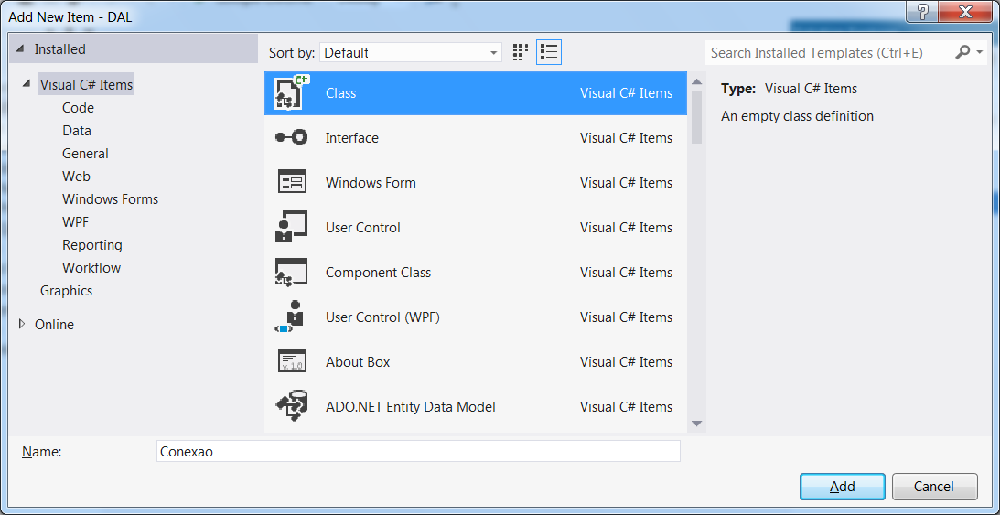 Add New Item - DAL
Installed
Visual C# Items
Code
Data
General
Web
Windows Forms
WPF
Reporting
Workflow
Graphics
Online
Sort by: Default
C# Class Visual C# Items
Interface Visual C# Items
Windows Form Visual C# Items
User Control Visual C# Items
Component Class Visual C# Items
User Control (WPF) Visual C# Items
v. 1.0 About Box Visual C# Items
ADO.NET Entity Data Model Visual C# Items
Search Installed Templates (Ctrl+E)
Type: Visual C# Items
An empty class definition
Name: Conexao
Add Cancel